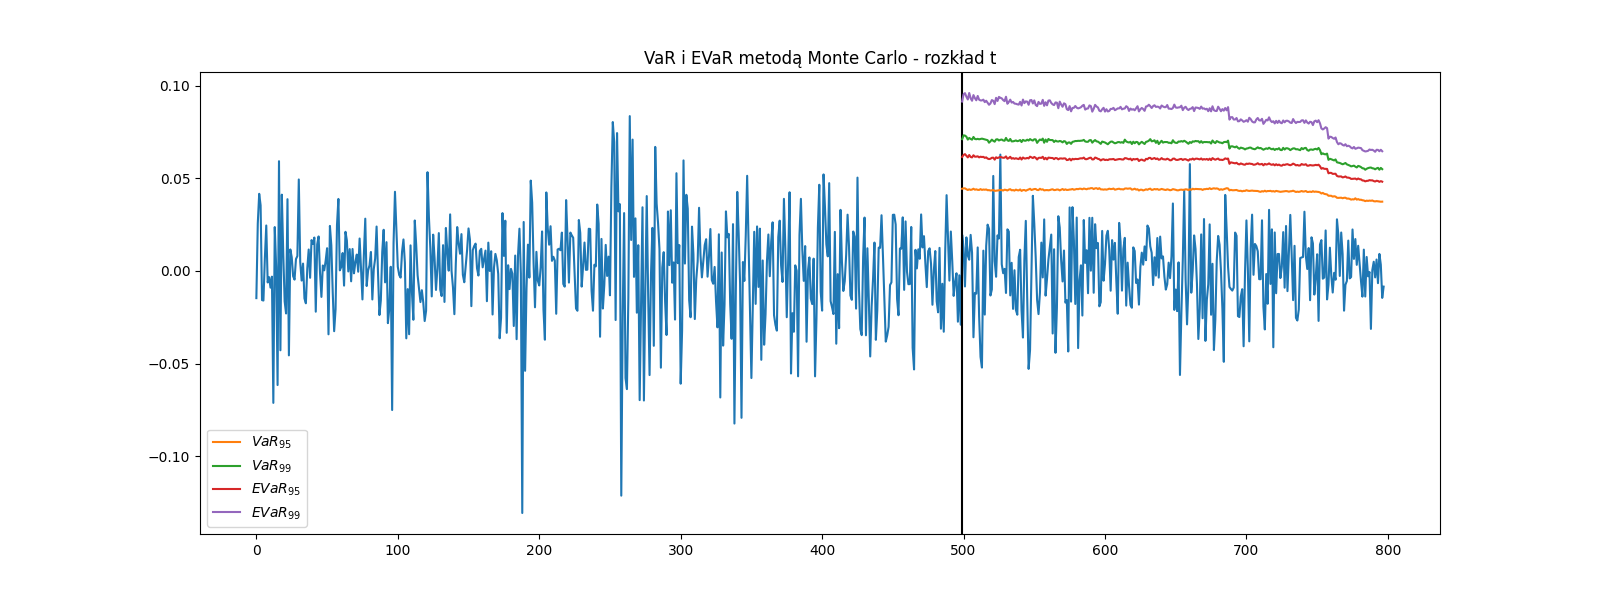 VaR i EVaR metodą Monte Carlo - rozkład t
0.10
0.05
0.00
−0.05
−0.10
VaR95
VaR99
EVaR95
EVaR99
0 100 200 300 400 500 600 700 800